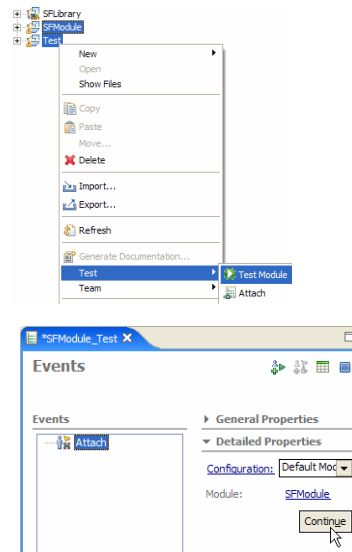 SFLibrary
SFModule
Test
New
Open
Show Files
Copy
Paste
Move...
Delete
Import...
Export...
Refresh
Generate Documentation...
Test
Test Module
Team
Attach
*SFModule_Test
Events
Events
General Properties
Attach
Detailed Properties
Configuration: Default Moc
Module: SFModule
Continue